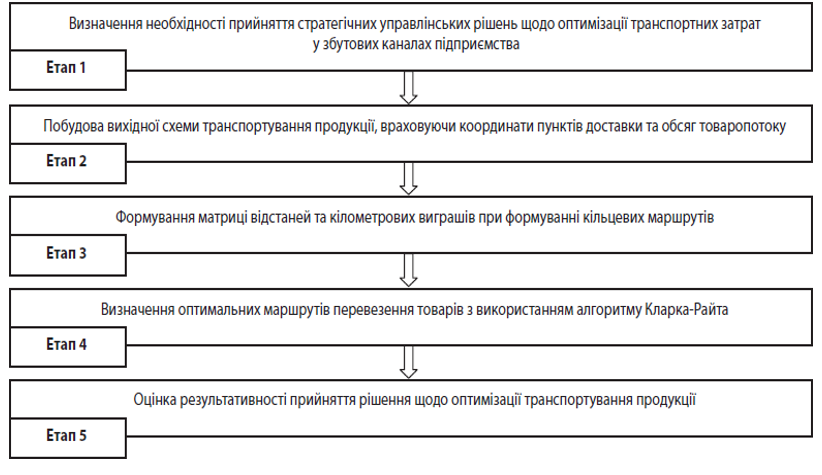 Визначення необхідності прийняття стратегічних управлінських рішень щодо оптимізації транспортних затрат
у збутових каналах підприємства
Етап 1
Побудова вихідної схеми транспортування продукції, враховуючи координати пунктів доставки та обсяг товаропотоку
Етап 2
Формування матриці відстаней та кілометрових виграшів при формуванні кільцевих маршрутів
Етап 3
Визначення оптимальних маршрутів перевезення товарів з використанням алгоритму Кларка-Райта
Етап 4
Оцінка результативності прийняття рішення щодо оптимізації транспортування продукції
Етап 5